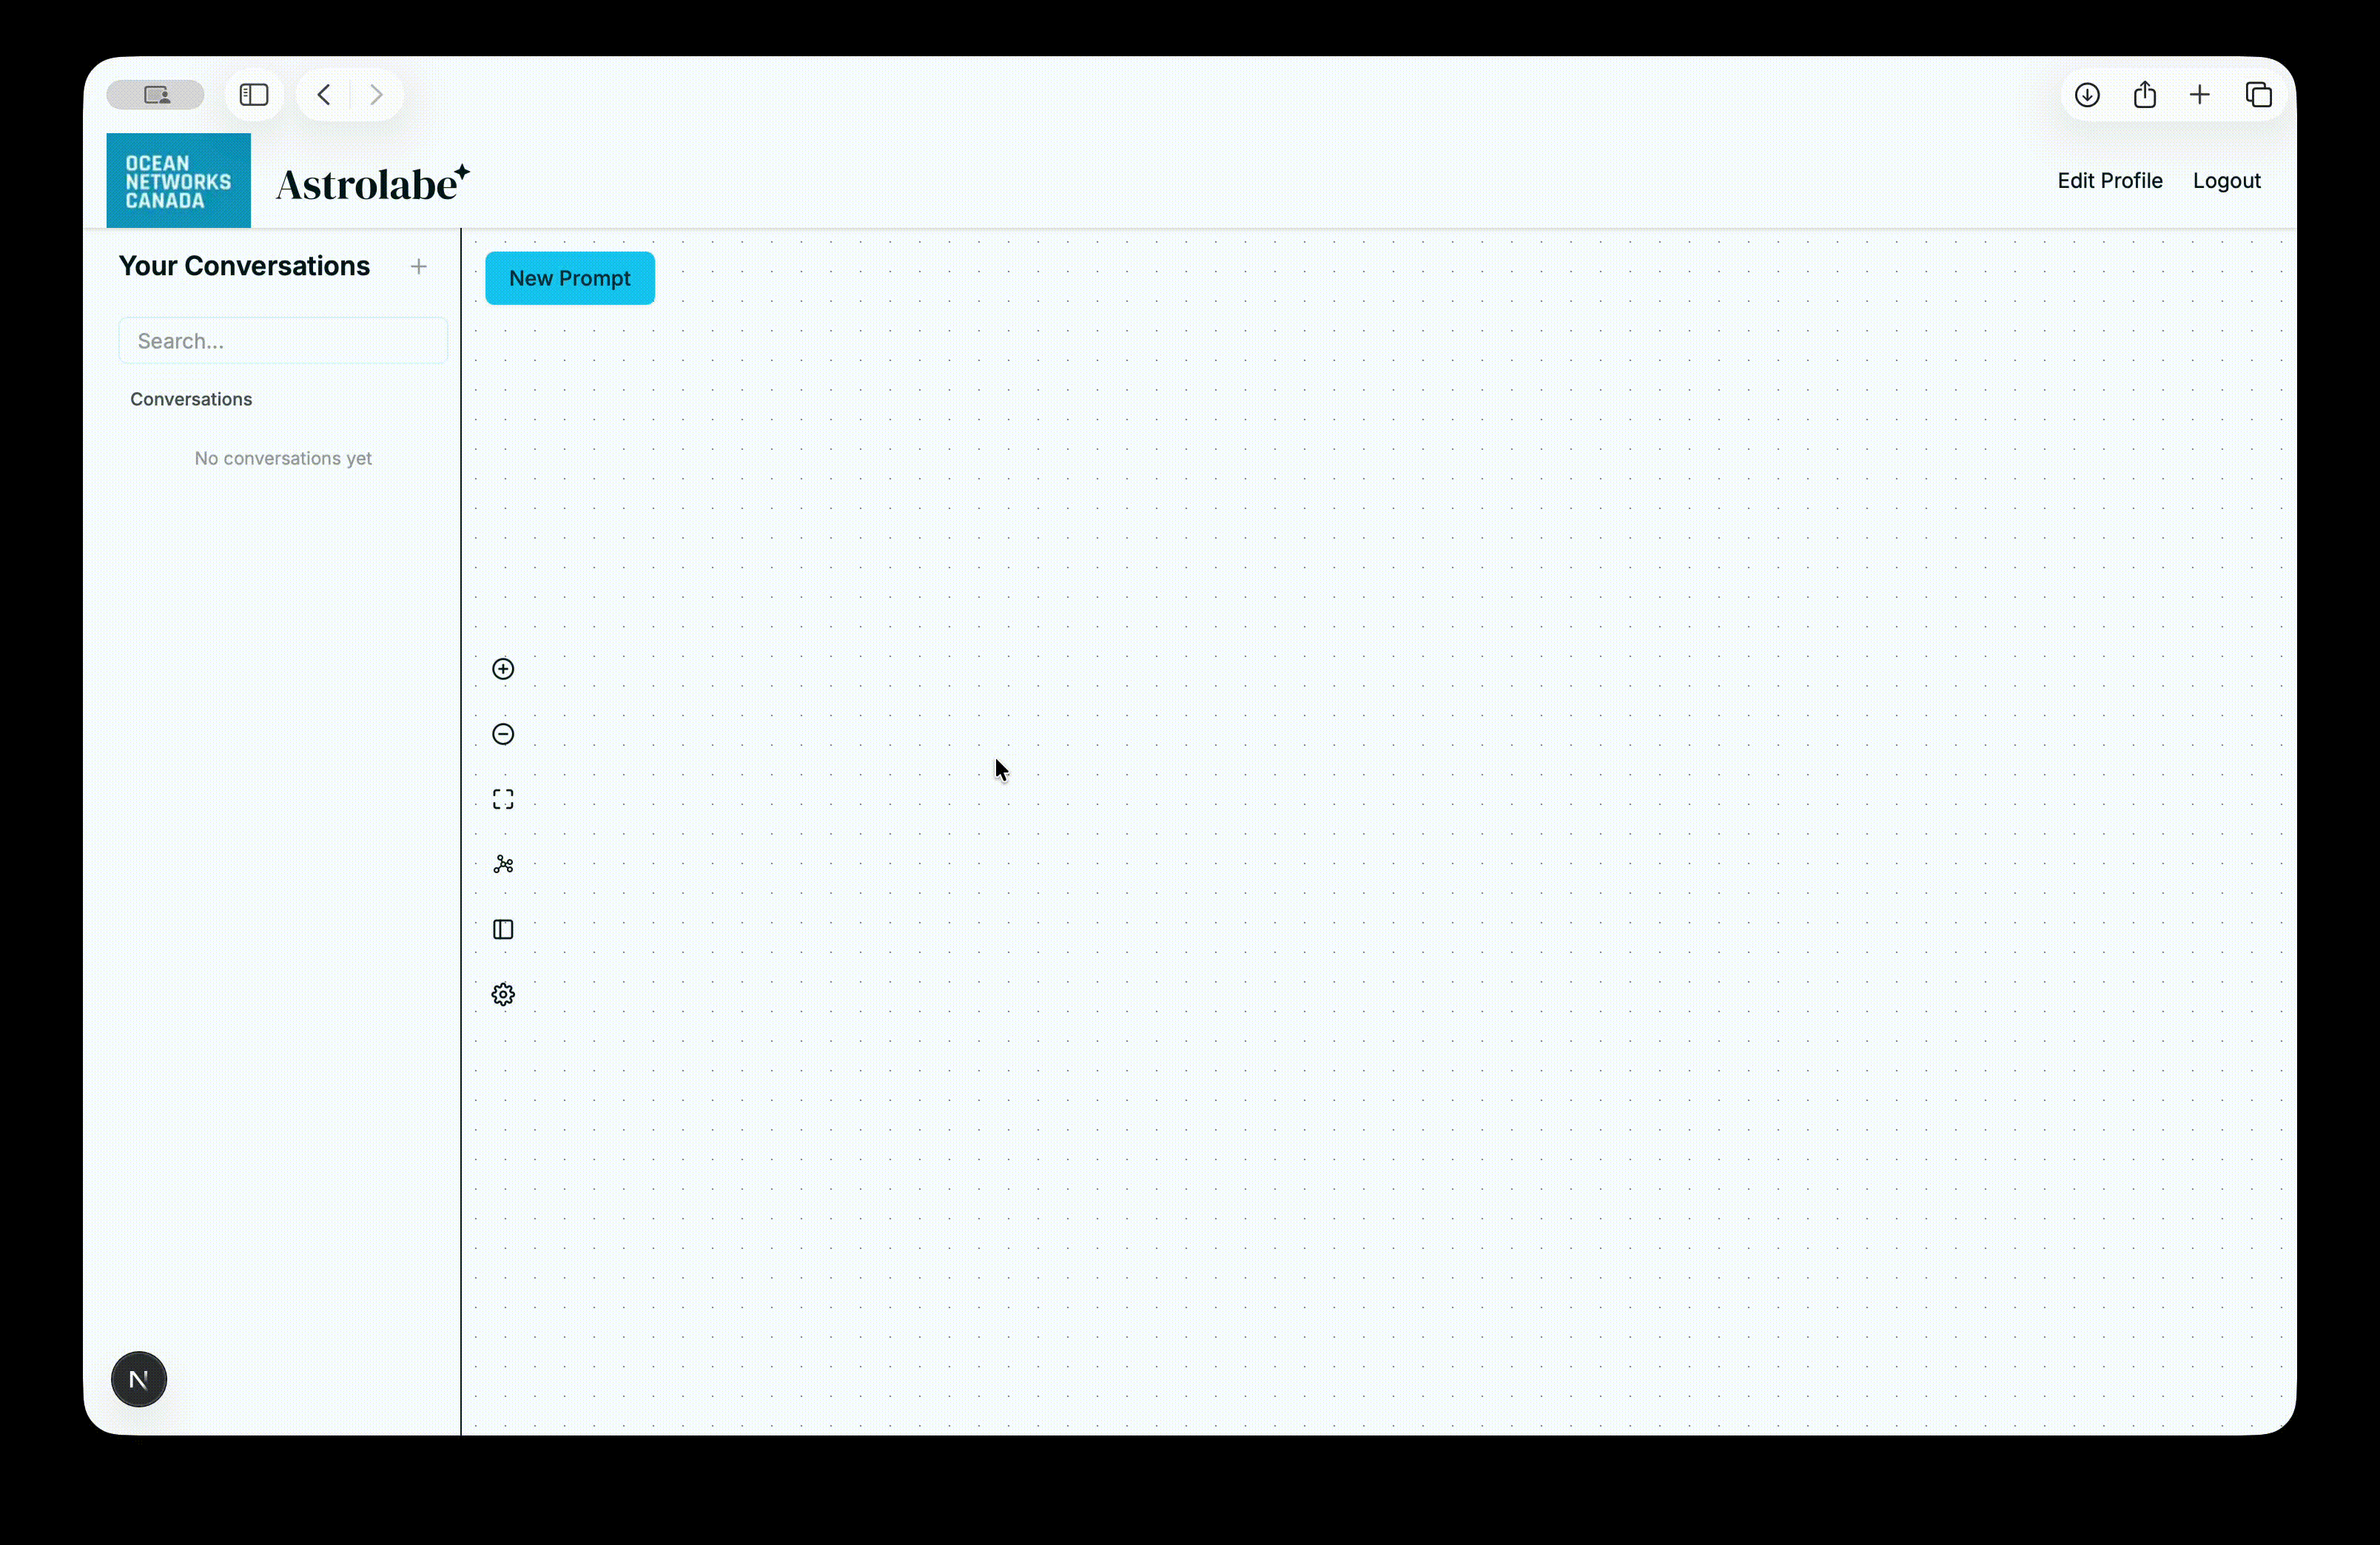 OCEAN
NETWORKS
CANADA
Astrolabe
Edit Profile
Logout
Your Conversations
New Prompt
Search...
Conversations
No conversations yet
N